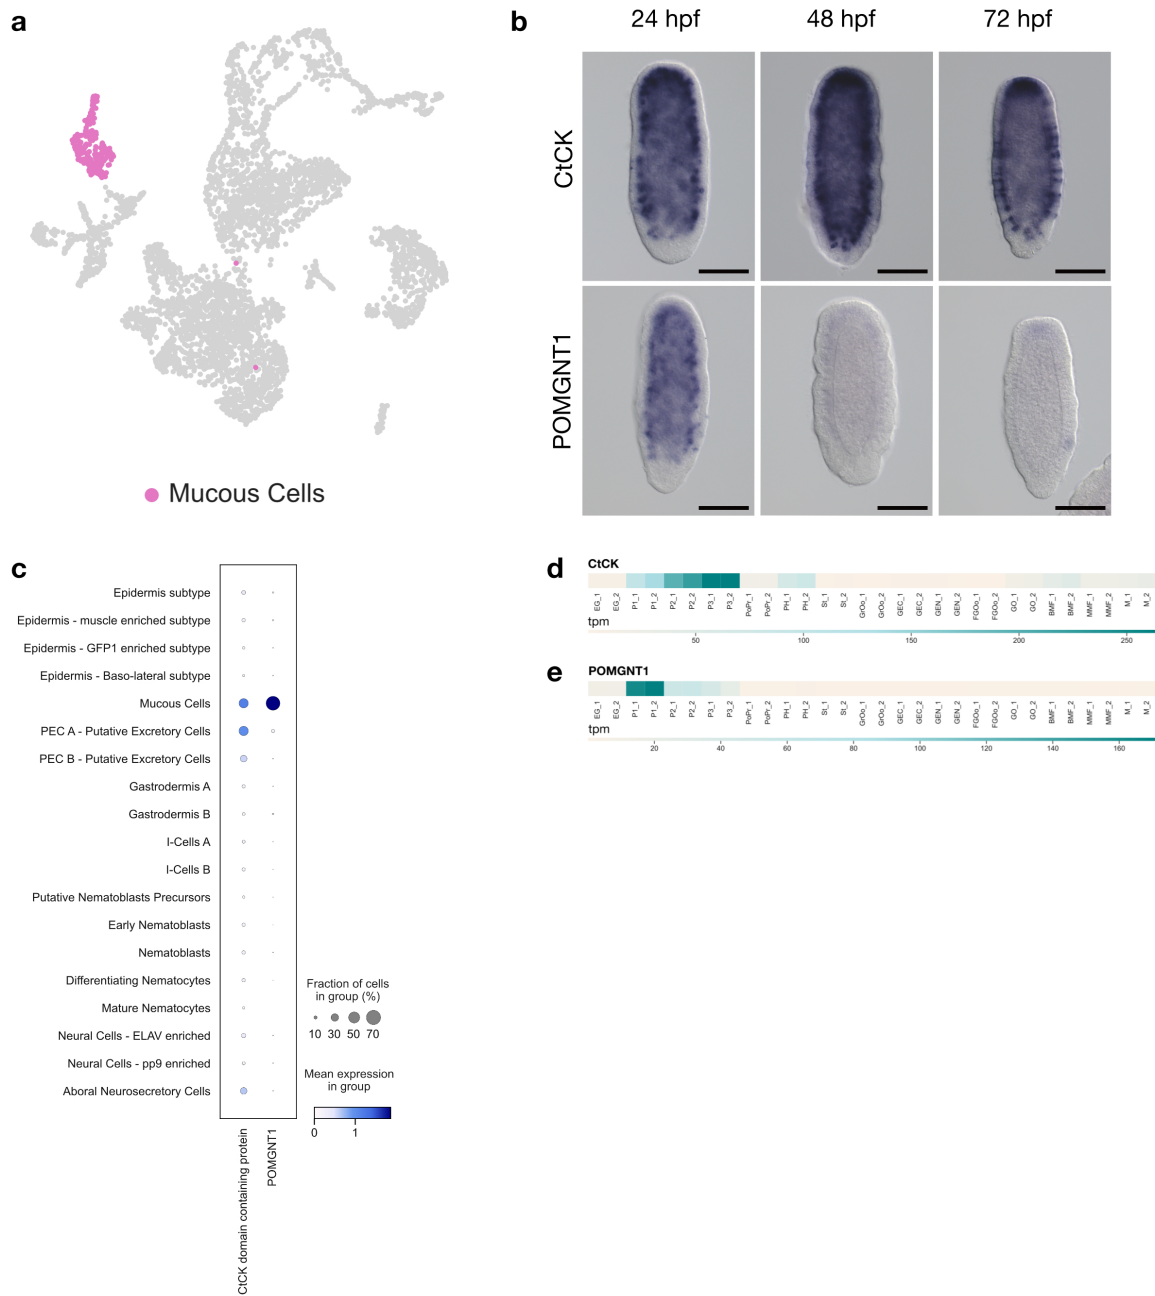 a
Mucous Cells
b
24 hpf 48 hpf 72 hpf
CtCK
POMGNT1
c
Epidermis subtype
Epidermis - muscle enriched subtype
Epidermis - GFP1 enriched subtype
Epidermis - Baso-lateral subtype
Mucous Cells
PEC A - Putative Excretory Cells
PEC B - Putative Excretory Cells
Gastrodermis A
Gastrodermis B
I-Cells A
I-Cells B
Putative Nematoblasts Precursors
Early Nematoblasts
Nematoblasts
Differentiating Nematocytes
Mature Nematocytes
Neural Cells - ELAV enriched
Neural Cells - pp9 enriched
Aboral Neurosecretory Cells
CtCK domain containing protein
POMGNT1
Fraction of cells
in group (%)
10 30 50 70
Mean expression
in group
0 1
d
CtCK
EG_1 EG_2 P1_1 P1_2 P2_1 P2_2 P3_1 P3_2 PoPr_1 PoPr_2 PH_1 PH_2 St_1 St_2 GrOo_1 GrOo_2 GEC_1 GEC_2 GEN_1 GEN_2 FGOo_1 FGOo_2 GO_1 GO_2 BMF_1 BMF_2 MMF_1 MMF_2 M_1 M_2
tpm
50 100 150 200 250
e
POMGNT1
EG_1 EG_2 P1_1 P1_2 P2_1 P2_2 P3_1 P3_2 PoPr_1 PoPr_2 PH_1 PH_2 St_1 St_2 GrOo_1 GrOo_2 GEC_1 GEC_2 GEN_1 GEN_2 FGOo_1 FGOo_2 GO_1 GO_2 BMF_1 BMF_2 MMF_1 MMF_2 M_1 M_2
tpm
20 40 60 80 100 120 140 160